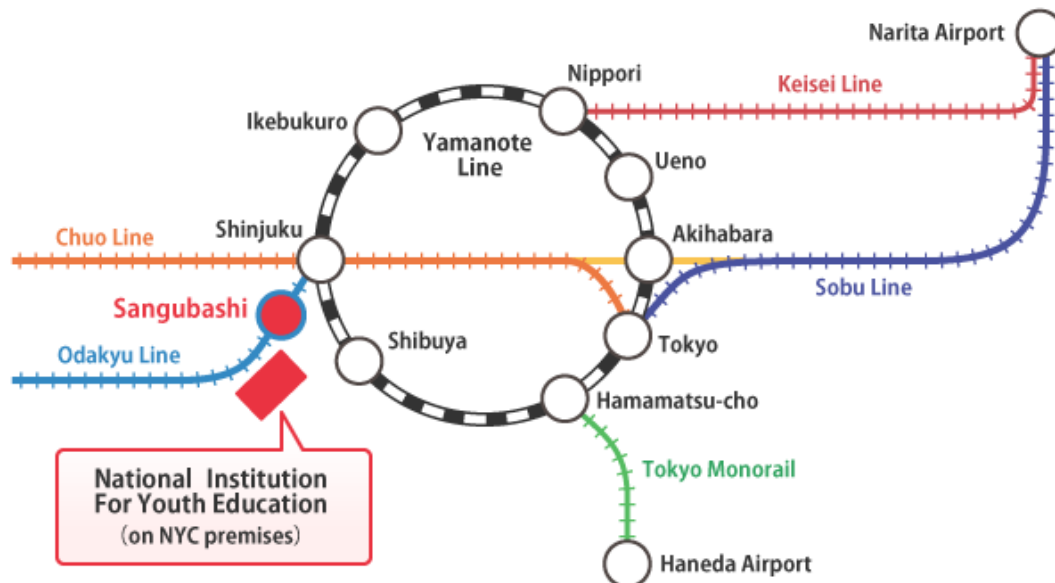 Narita Airport
Nippori
Keisei Line
Ikebukuro
Yamanote
Line
Ueno
Shinjuku
Akihabara
Chuo Line
Sobu Line
Sangubashi
Shibuya
Tokyo
Odakyu Line
Hamamatsu-cho
Tokyo Monorail
National Institution
For Youth Education
(on NYC premises)
Haneda Airport